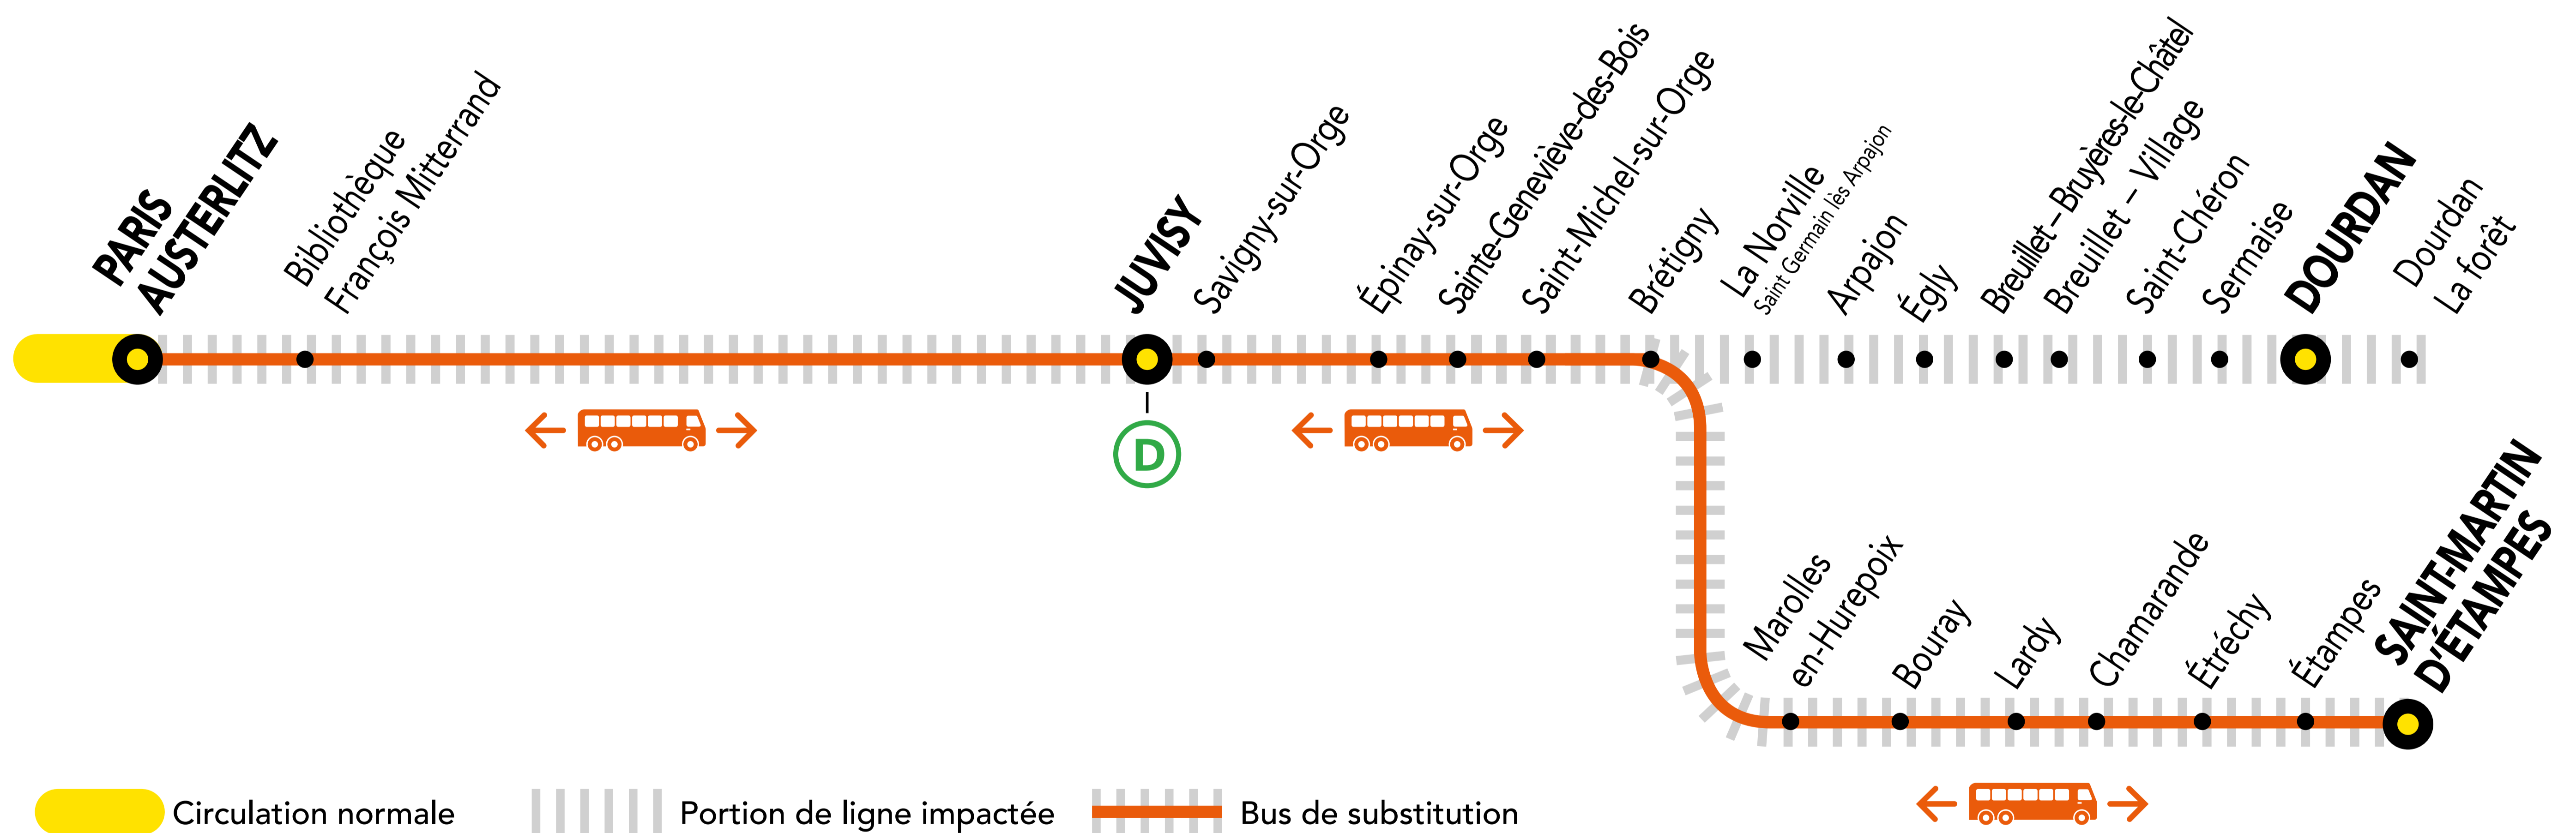 PARIS
AUSTERLITZ
Bibliothèque
François Mitterrand
JUVISY
Savigny-sur-Orge
Épinay-sur-Orge
Sainte-Geneviève-des-Bois
Saint-Michel-sur-Orge
Brétigny
La Norville
Saint Germain lès Arpajon
Arpajon
Égly
Breuillet – Bruyères-le-Châtel
Breuillet – Village
Saint-Chéron
Sermaise
DOURDAN
Dourdan
La forêt
D
Marolles
en-Hurepoix
Bouray
Lardy
Chamarande
Étréchy
Étampes
SAINT-MARTIN
D'ÉTAMPES
Circulation normale
Portion de ligne impactée
Bus de substitution